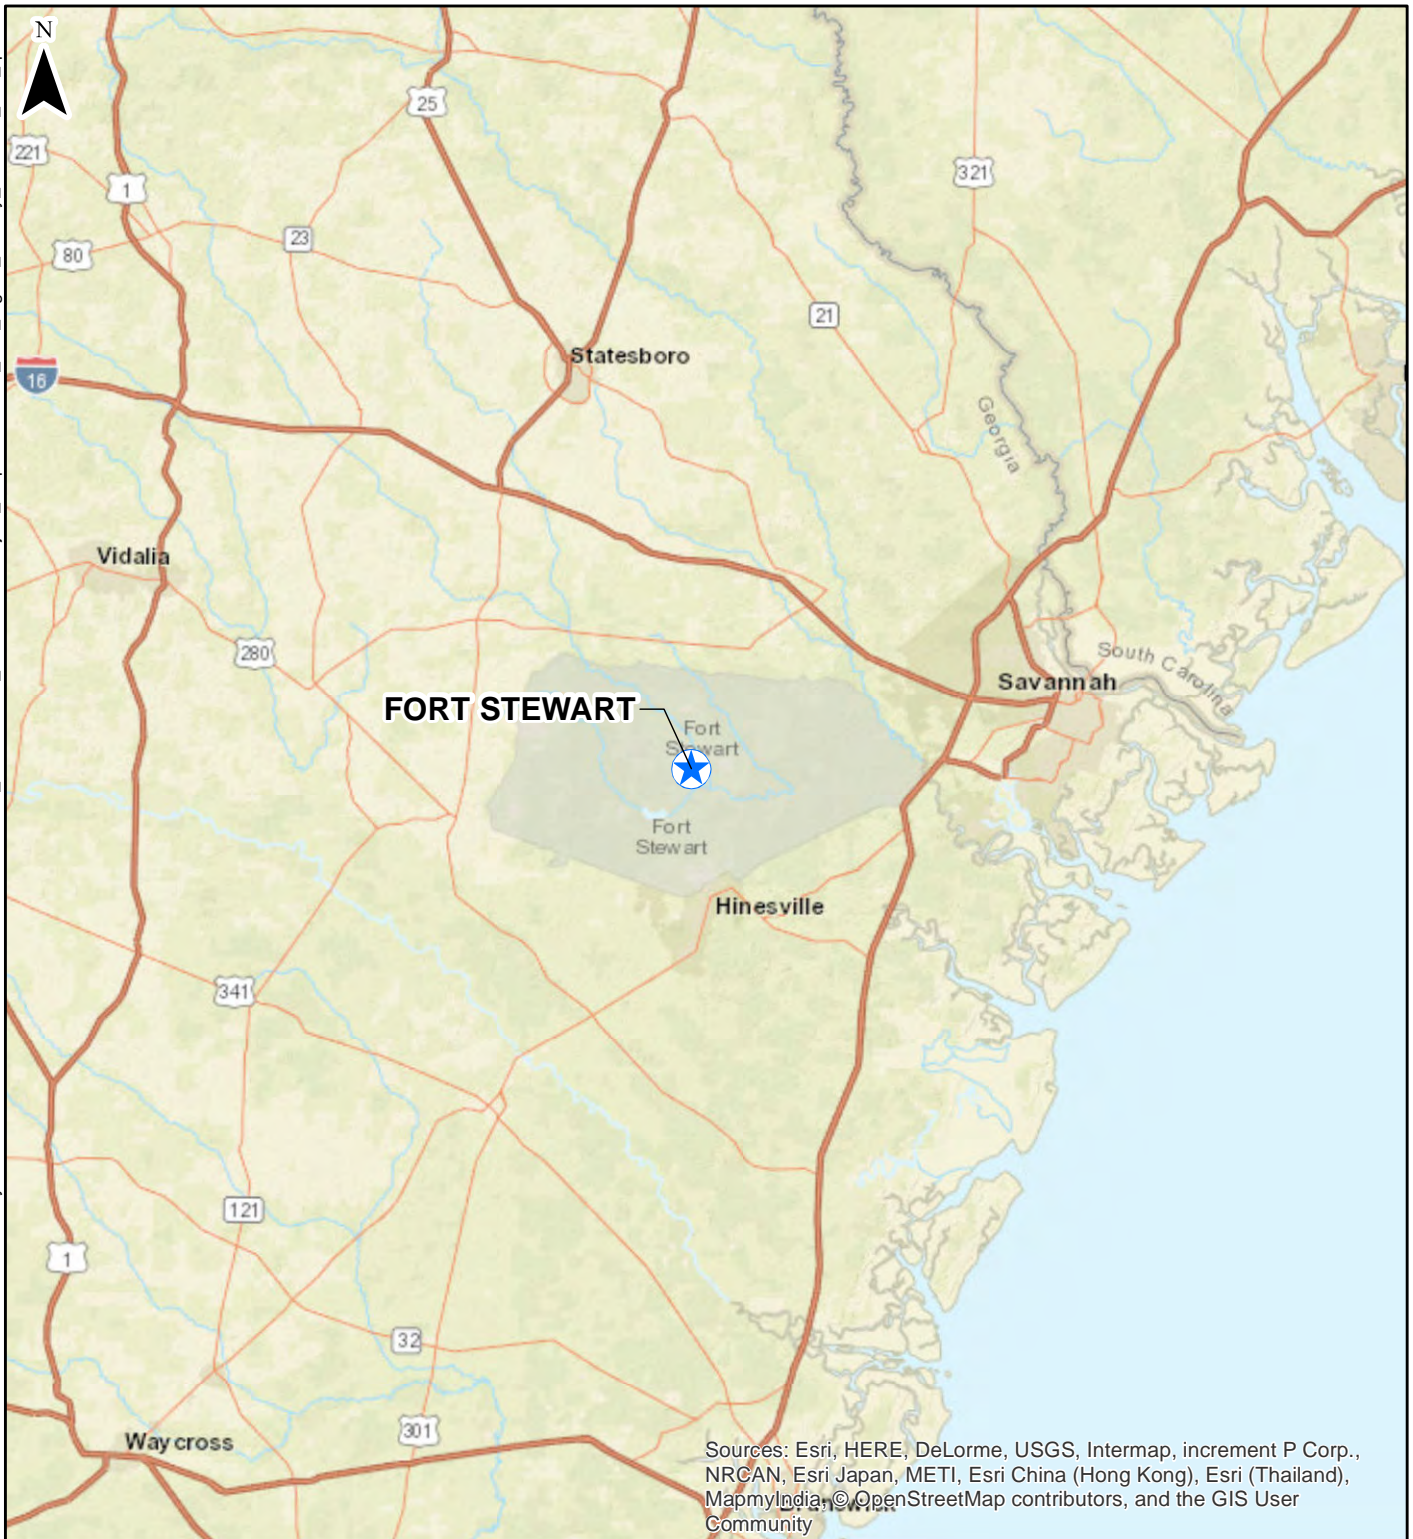 N
25
221
1
321
80
23
21
Statesboro
16
Georgia
Vidalia
280
South Carolina
Savannah
FORT STEWART
Fort
Stewart
Fort
Stewart
Hinesville
341
121
1
32
301
Waycross
Sources: Esri, HERE, DeLorme, USGS, Intermap, increment P Corp.,
NRCAN, Esri Japan, METI, Esri China (Hong Kong), Esri (Thailand),
MapmyIndia, © OpenStreetMap contributors, and the GIS User
Community